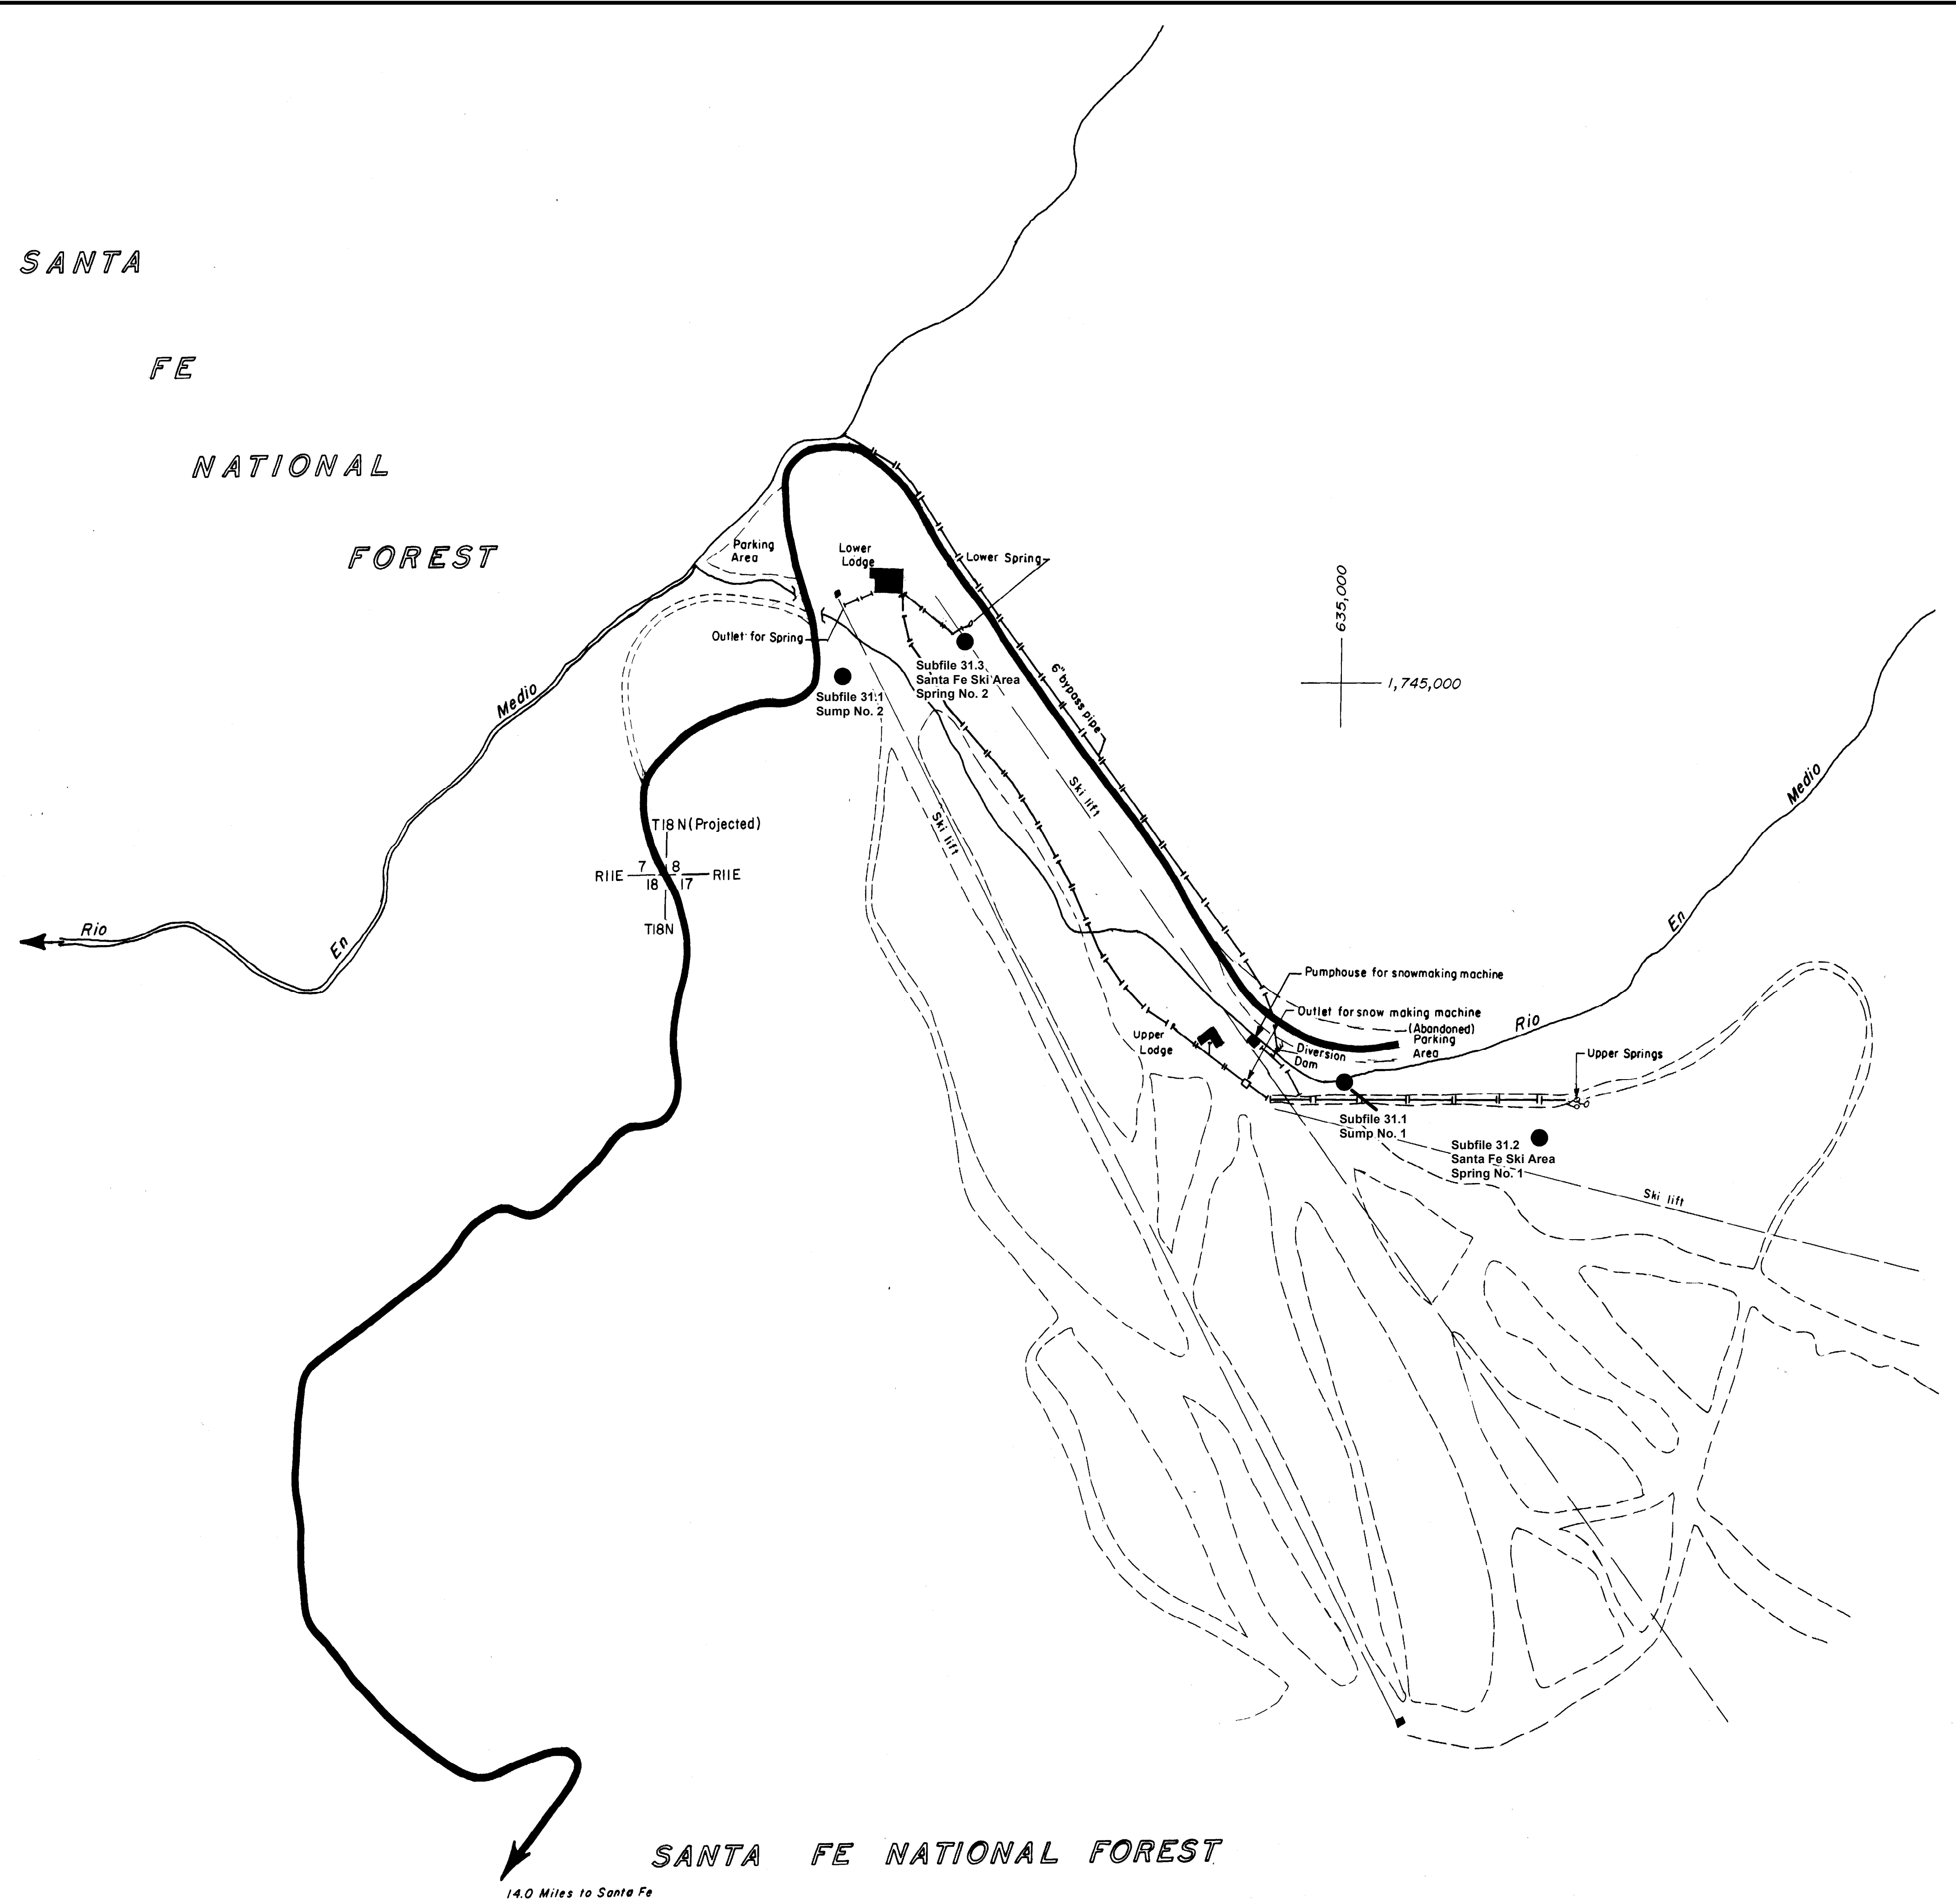 SANTA
FE
NATIONAL
FOREST
Parking
Area
Lower
Lodge
Lower Spring
Outlet for Spring
Subfile 31.3
Santa Fe Ski Area
Spring No. 2
Subfile 31.1
Sump No. 2
6" bypass pipe
635,000
1,745,000
Medio
Ski lift
Ski lift
Medio
T18N (Projected)
R11E
7
8
R11E
18
17
T18N
Rio
En
En
Pumphouse for snowmaking machine
Outlet for snow making machine
(Abandoned)
Parking
Area
Rio
Upper
Lodge
Diversion
Dam
Upper Springs
Subfile 31.1
Sump No. 1
Subfile 31.2
Santa Fe Ski Area
Spring No. 1
Ski lift
SANTA FE NATIONAL FOREST
14.0 Miles to Santa Fe